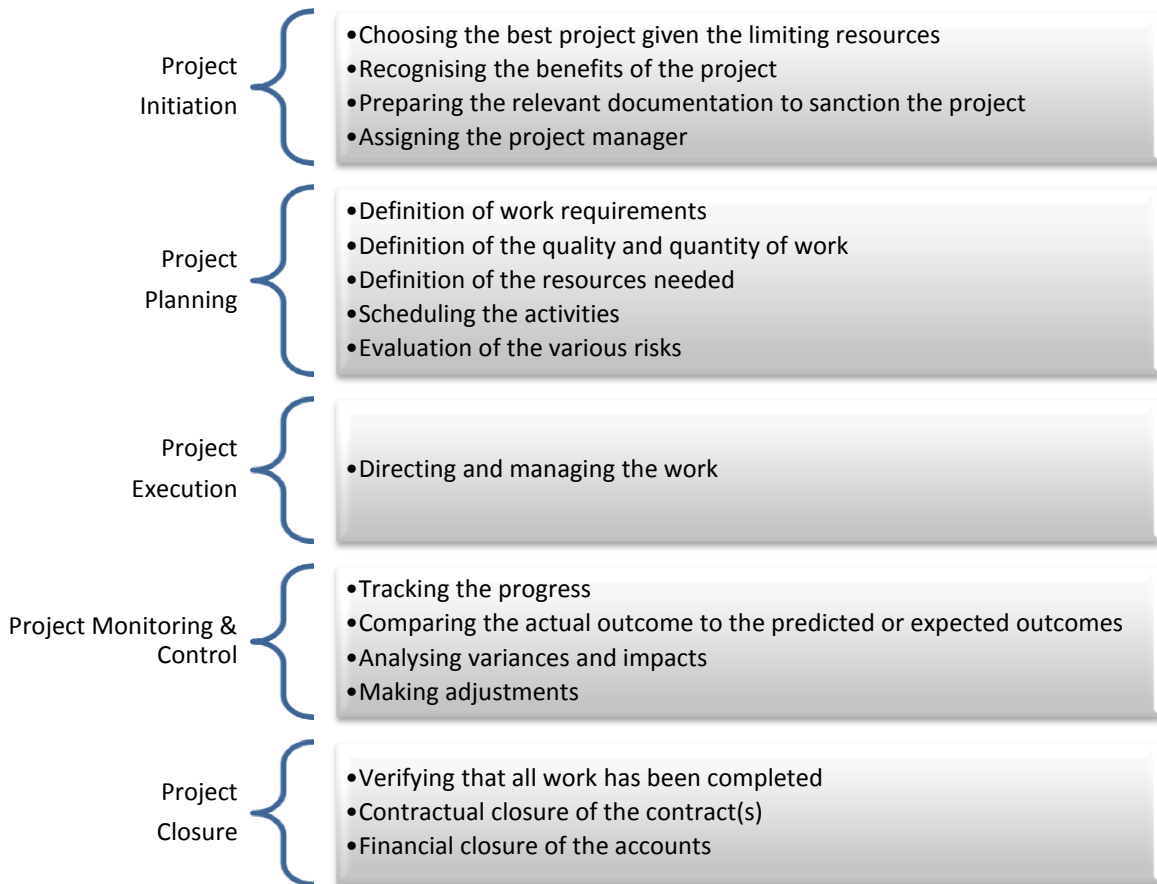 Project
Initiation
•Choosing the best project given the limiting resources
•Recognising the benefits of the project
•Preparing the relevant documentation to sanction the project
•Assigning the project manager
Project
Planning
•Definition of work requirements
•Definition of the quality and quantity of work
•Definition of the resources needed
•Scheduling the activities
•Evaluation of the various risks
Project
Execution
•Directing and managing the work
Project Monitoring &
Control
•Tracking the progress
•Comparing the actual outcome to the predicted or expected outcomes
•Analysing variances and impacts
•Making adjustments
Project
Closure
•Verifying that all work has been completed
•Contractual closure of the contract(s)
•Financial closure of the accounts